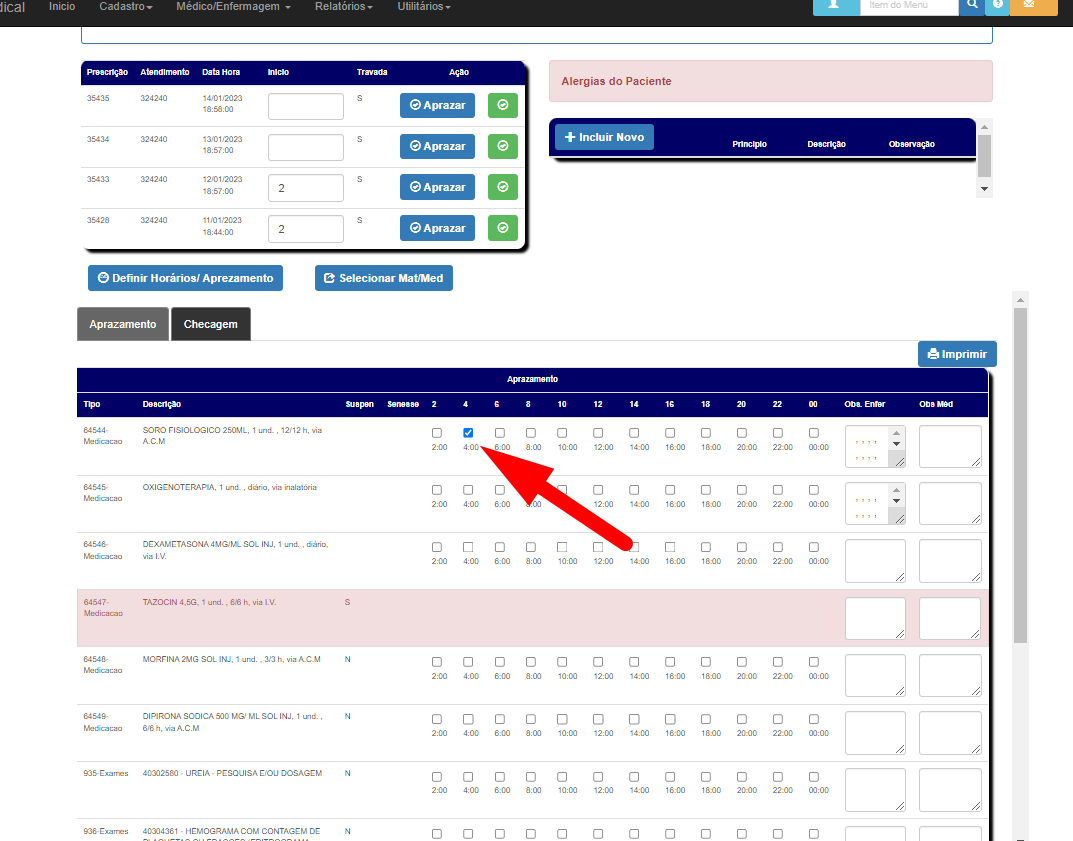 dical Inicio Cadastro Médico/Enfermagem Relatórios Utilitários Item do Menu
Prescrição Atendimento Data Hora Inicio Travada Ação
35435 324240 14/01/2023 18:58:00 S Aprazar
35434 324240 13/01/2023 18:57:00 S Aprazar
35433 324240 12/01/2023 18:57:00 2 S Aprazar
35428 324240 11/01/2023 18:44:00 2 S Aprazar
Alergias do Paciente
Incluir Novo Principio Descrição Observação
Definir Horários/ Aprezamento Selecionar Mat/Med
Aprazamento Checagem
Imprimir
Aprazamento
Tipo Descrição Suspen Senesse 2 4 6 8 10 12 14 16 18 20 22 00 Obs. Enfer Obs Méd
64544- SORO FISIOLOGICO 250ML, 1 und. , 12/12 h, via
Medicacao A.C.M
2:00 4:00 6:00 8:00 10:00 12:00 14:00 16:00 18:00 20:00 22:00 00:00
, , , ,
, , , ,
64545- OXIGENOTERAPIA, 1 und. , diário, via inalatória
Medicacao
2:00 4:00 6:00 8:00 10:00 12:00 14:00 16:00 18:00 20:00 22:00 00:00
, , , ,
, , , ,
64546- DEXAMETASONA 4MG/ML SOL INJ, 1 und. , diário,
Medicacao via I.V.
2:00 4:00 6:00 8:00 10:00 12:00 14:00 16:00 18:00 20:00 22:00 00:00
64547- TAZOCIN 4,5G, 1 und. , 6/6 h, via I.V. S
Medicacao
64548- MORFINA 2MG SOL INJ, 1 und. , 3/3 h, via A.C.M N
Medicacao
2:00 4:00 6:00 8:00 10:00 12:00 14:00 16:00 18:00 20:00 22:00 00:00
64549- DIPIRONA SODICA 500 MG/ ML SOL INJ, 1 und. , N
Medicacao 6/6 h, via A.C.M
2:00 4:00 6:00 8:00 10:00 12:00 14:00 16:00 18:00 20:00 22:00 00:00
935-Exames 40302580 - UREIA - PESQUISA E/OU DOSAGEM N
2:00 4:00 6:00 8:00 10:00 12:00 14:00 16:00 18:00 20:00 22:00 00:00
936-Exames 40304361 - HEMOGRAMA COM CONTAGEM DE N